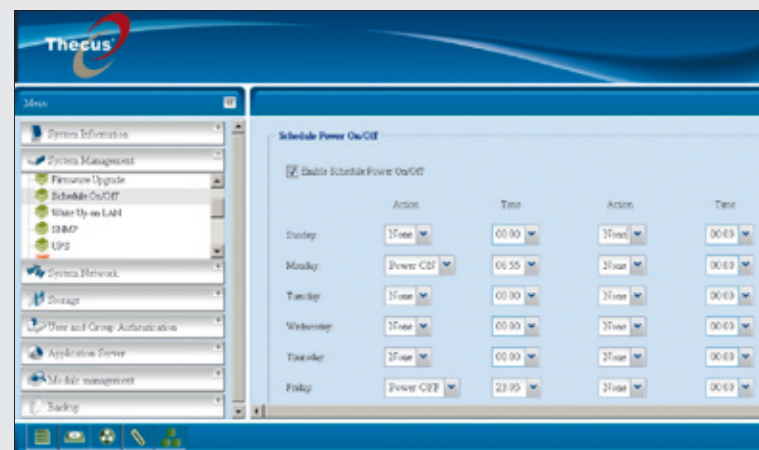 Thecus
Menu
System Information
System Management
Firmware Upgrade
Schedule On/Off
Wake Up on LAN
SNMP
UPS
System Network
Storage
User and Group Authentication
Application Server
Module management
Backup
Schedule Power On/Off
Enable Schedule Power On/Off
Action Time Action Time
Sunday None 00:00 None 00:00
Monday Power ON 06:55 None 00:00
Tuesday None 00:00 None 00:00
Wednesday None 00:00 None 00:00
Thursday None 00:00 None 00:00
Friday Power OFF 23:05 None 00:00